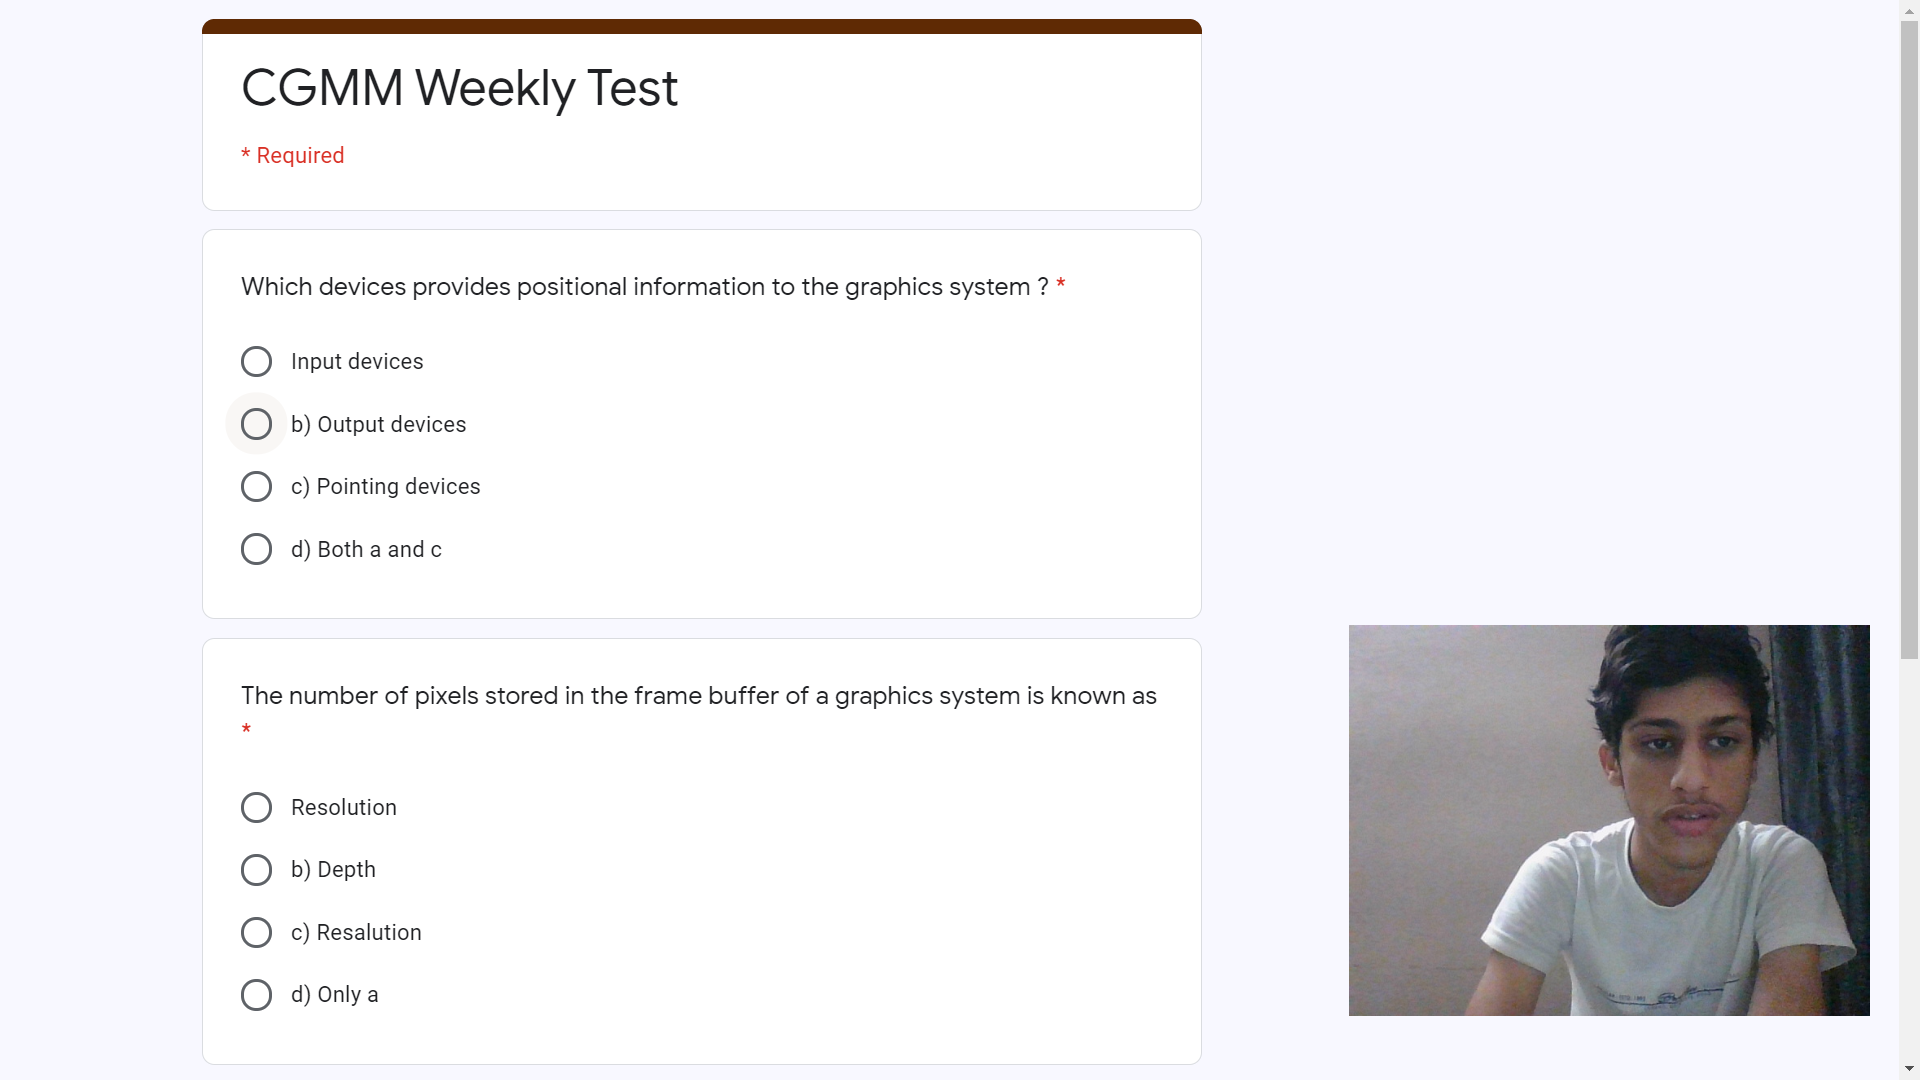 CGMM Weekly Test
* Required
Which devices provides positional information to the graphics system ? *
Input devices
b) Output devices
c) Pointing devices
d) Both a and c
The number of pixels stored in the frame buffer of a graphics system is known as
*
Resolution
b) Depth
c) Resalution
d) Only a